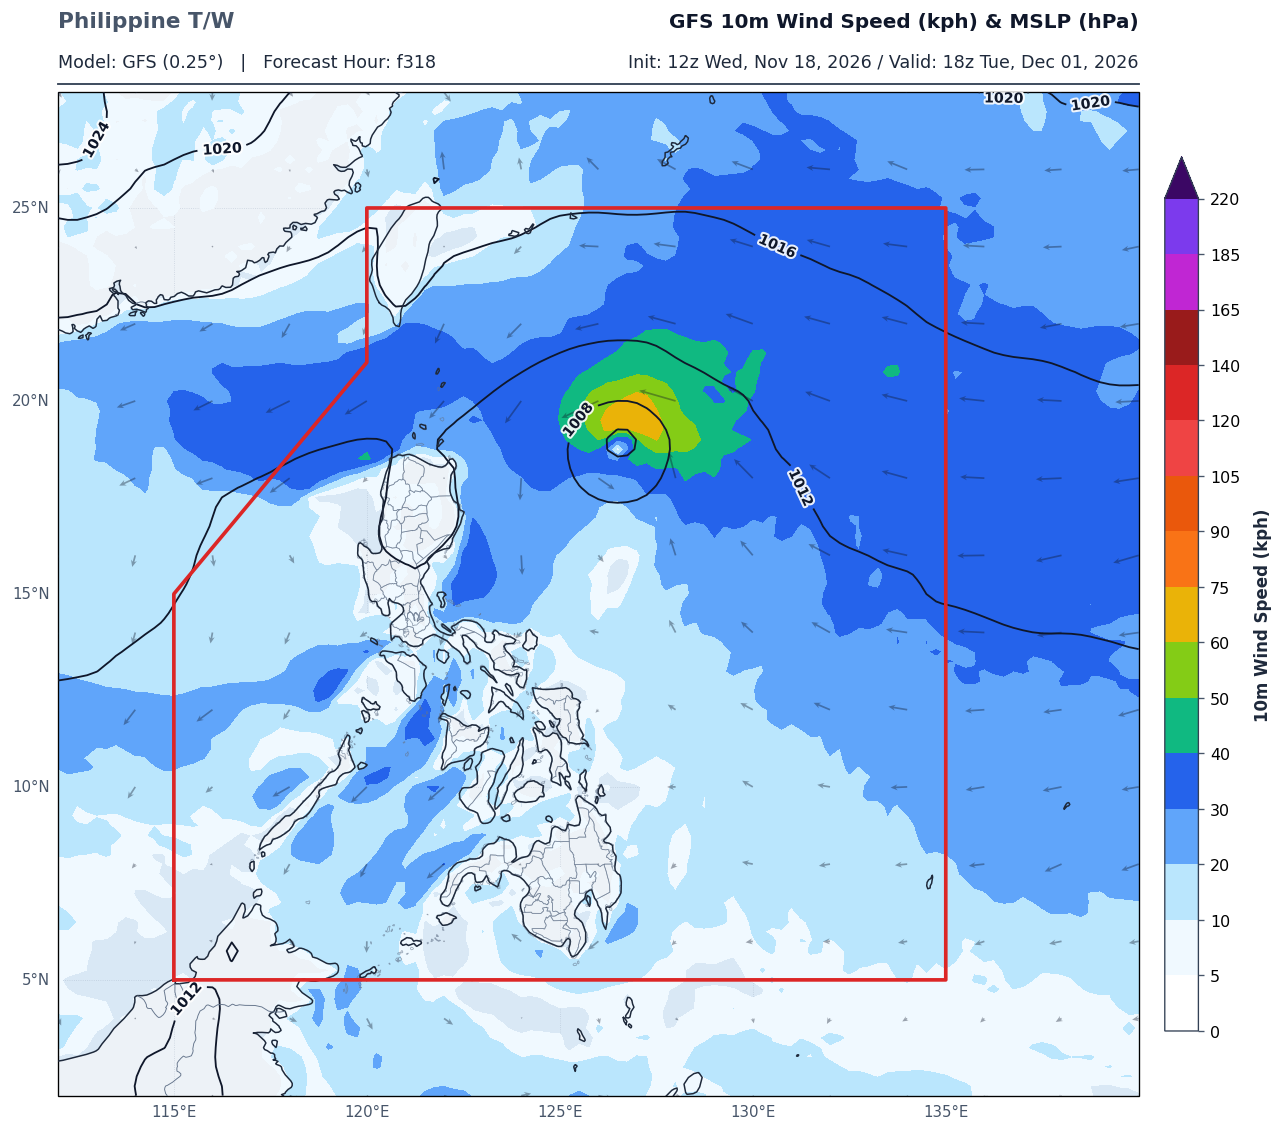 Philippine T/W
GFS 10m Wind Speed (kph) & MSLP (hPa)
Model: GFS (0.25°) | Forecast Hour: f318
Init: 12z Wed, Nov 18, 2026 / Valid: 18z Tue, Dec 01, 2026
1020
1020
1024
1020
1016
1008
1012
1012
25°N
20°N
15°N
10°N
5°N
115°E
120°E
125°E
130°E
135°E
220
185
165
140
120
105
90
75
60
50
40
30
20
10
5
0
10m Wind Speed (kph)